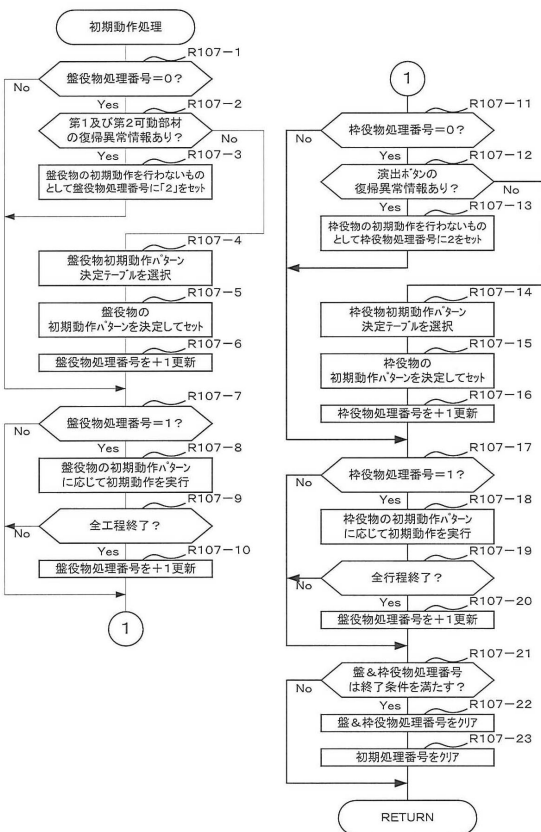 初期動作処理
R107-1
盤役物処理番号=0?
No
Yes
R107-2
第1及び第2可動部材
の復帰異常情報あり?
No
Yes
R107-3
盤役物の初期動作を行わないもの
として盤役物処理番号に「2」をセット
R107-4
盤役物初期動作パターン
決定テーブルを選択
R107-5
盤役物の
初期動作パターンを決定してセット
R107-6
盤役物処理番号を+1更新
R107-7
盤役物処理番号=1?
No
Yes
R107-8
盤役物の初期動作パターン
に応じて初期動作を実行
R107-9
全工程終了?
No
Yes
R107-10
盤役物処理番号を+1更新
1
1
R107-11
枠役物処理番号=0?
No
Yes
R107-12
演出ボタンの
復帰異常情報あり?
No
Yes
R107-13
枠役物の初期動作を行わないもの
として枠役物処理番号に2をセット
R107-14
枠役物初期動作パターン
決定テーブルを選択
R107-15
枠役物の
初期動作パターンを決定してセット
R107-16
枠役物処理番号を+1更新
R107-17
枠役物処理番号=1?
No
Yes
R107-18
枠役物の初期動作パターン
に応じて初期動作を実行
R107-19
全行程終了?
No
Yes
R107-20
盤役物処理番号を+1更新
R107-21
盤&枠役物処理番号
は終了条件を満たす?
No
Yes
R107-22
盤&枠役物処理番号をクリア
R107-23
初期処理番号をクリア
RETURN